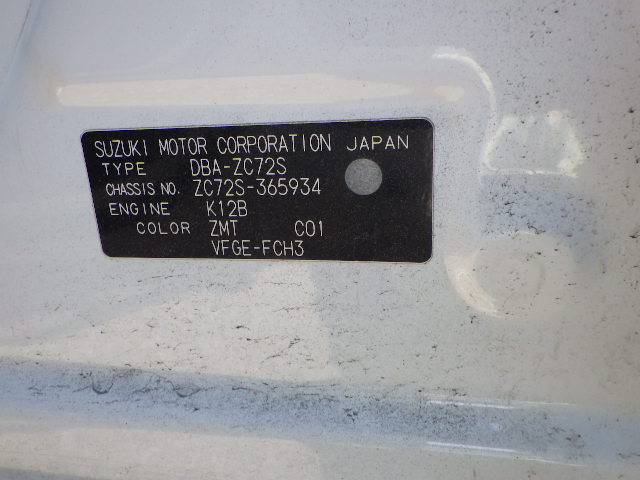 SUZUKI MOTOR CORPORATION JAPAN
TYPE DBA-ZC72S
CHASSIS NO. ZC72S-365934
ENGINE K12B
COLOR ZMT C01
VFGE-FCH3